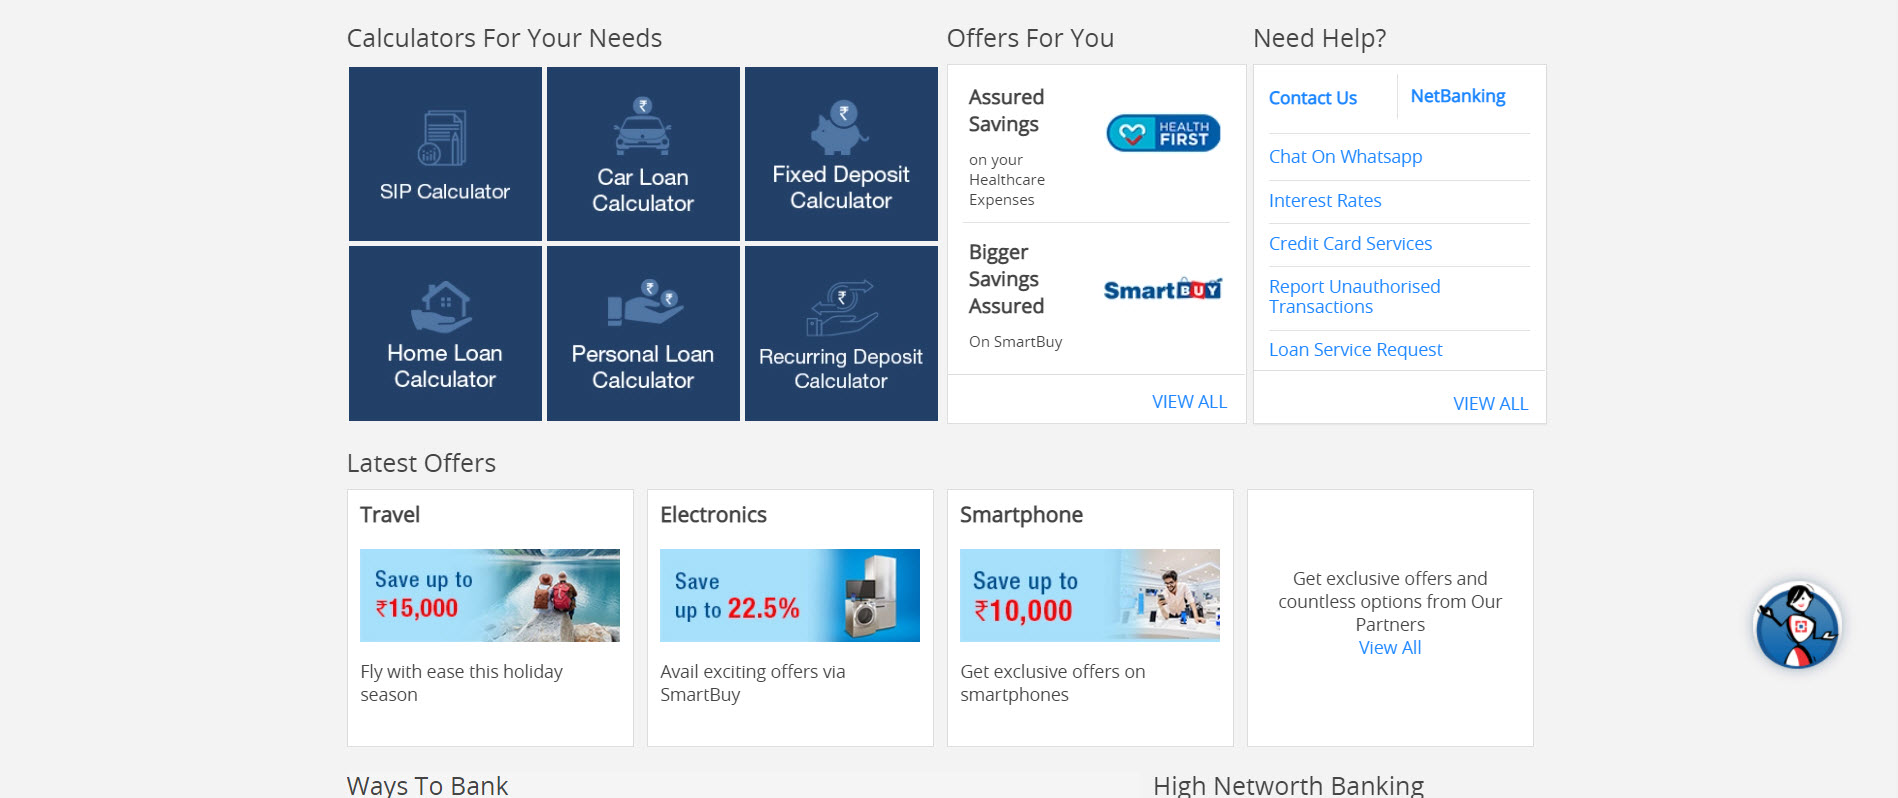 Calculators For Your Needs
SIP Calculator
₹
Car Loan
Calculator
₹
Fixed Deposit
Calculator
Home Loan
Calculator
₹
₹
Personal Loan
Calculator
₹
Recurring Deposit
Calculator
Offers For You
Assured
Savings
on your
Healthcare
Expenses
HEALTH
FIRST
Bigger
Savings
Assured
On SmartBuy
SmartBUY
VIEW ALL
Need Help?
Contact Us
NetBanking
Chat On Whatsapp
Interest Rates
Credit Card Services
Report Unauthorised
Transactions
Loan Service Request
VIEW ALL
Latest Offers
Travel
Save up to
₹15,000
Fly with ease this holiday
season
Electronics
Save
up to 22.5%
Avail exciting offers via
SmartBuy
Smartphone
Save up to
₹10,000
Get exclusive offers on
smartphones
Get exclusive offers and
countless options from Our
Partners
View All
Ways To Bank
High Networth Banking